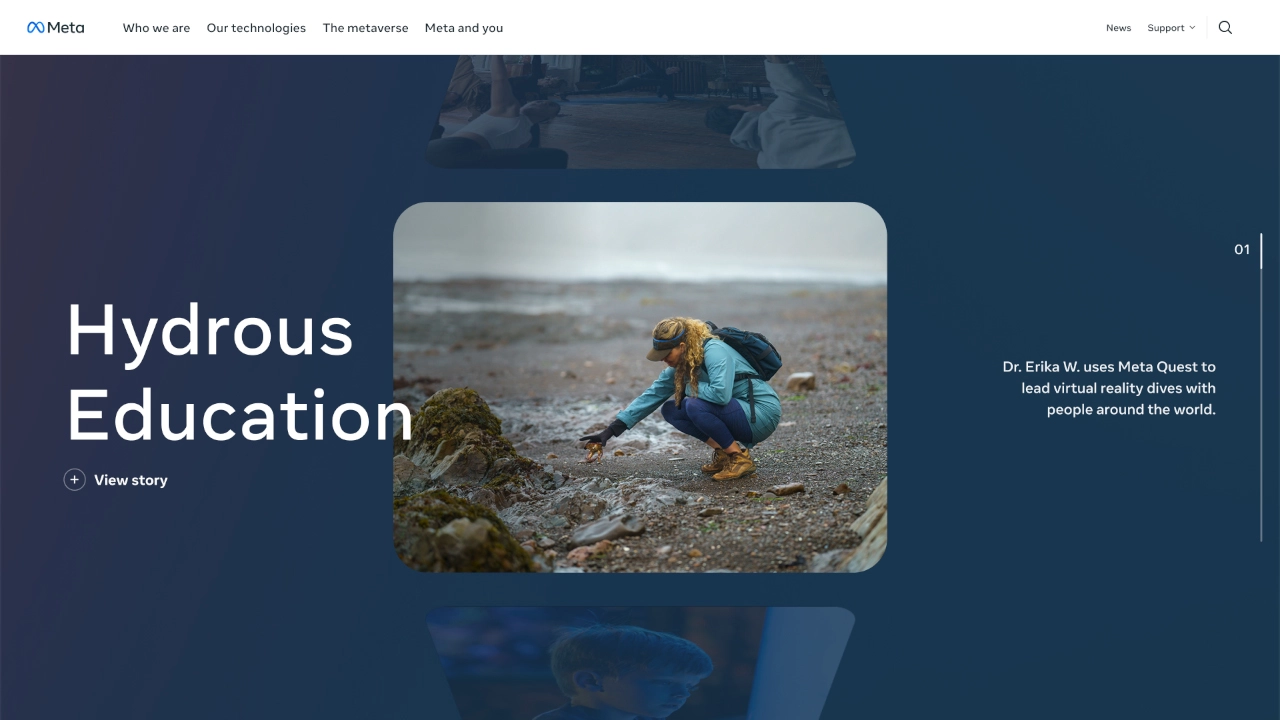 Meta
Who we are
Our technologies
The metaverse
Meta and you
News
Support
01
Hydrous
Education
View story
Dr. Erika W. uses Meta Quest to
lead virtual reality dives with
people around the world.